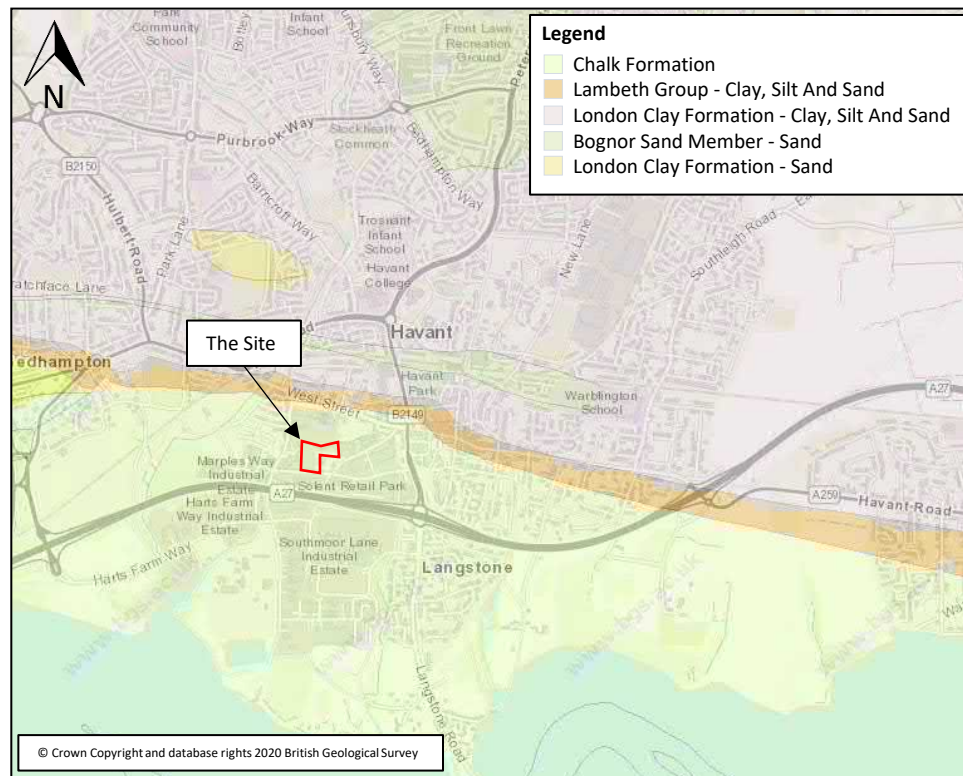 Legend
Chalk Formation
Lambeth Group - Clay, Silt And Sand
London Clay Formation - Clay, Silt And Sand
Bognor Sand Member - Sand
London Clay Formation - Sand
N
Park
Community
School
Infant
School
Front Lawn
Recreation
Ground
Purbrook-Way
Stockheath
Common
Bedhampton-Way
B2150
Hulbert-Road
Park-Lane
Barncroft-Way
Trosnant
Infant
School
Havant
College
New-Lane
Southleigh-Road
The Site
Havant
edhampton
Havant
Park
West-Street
B2149
Warblington
School
A27
Marples Way
Industrial
Estate
Solent Retail Park
A27
Harts Farm
Way Industrial
Estate
A259
Havant-Road
Southmoor Lane
Industrial
Estate
Harts-Farm-Way
Langstone
Langstone-Road
© Crown Copyright and database rights 2020 British Geological Survey